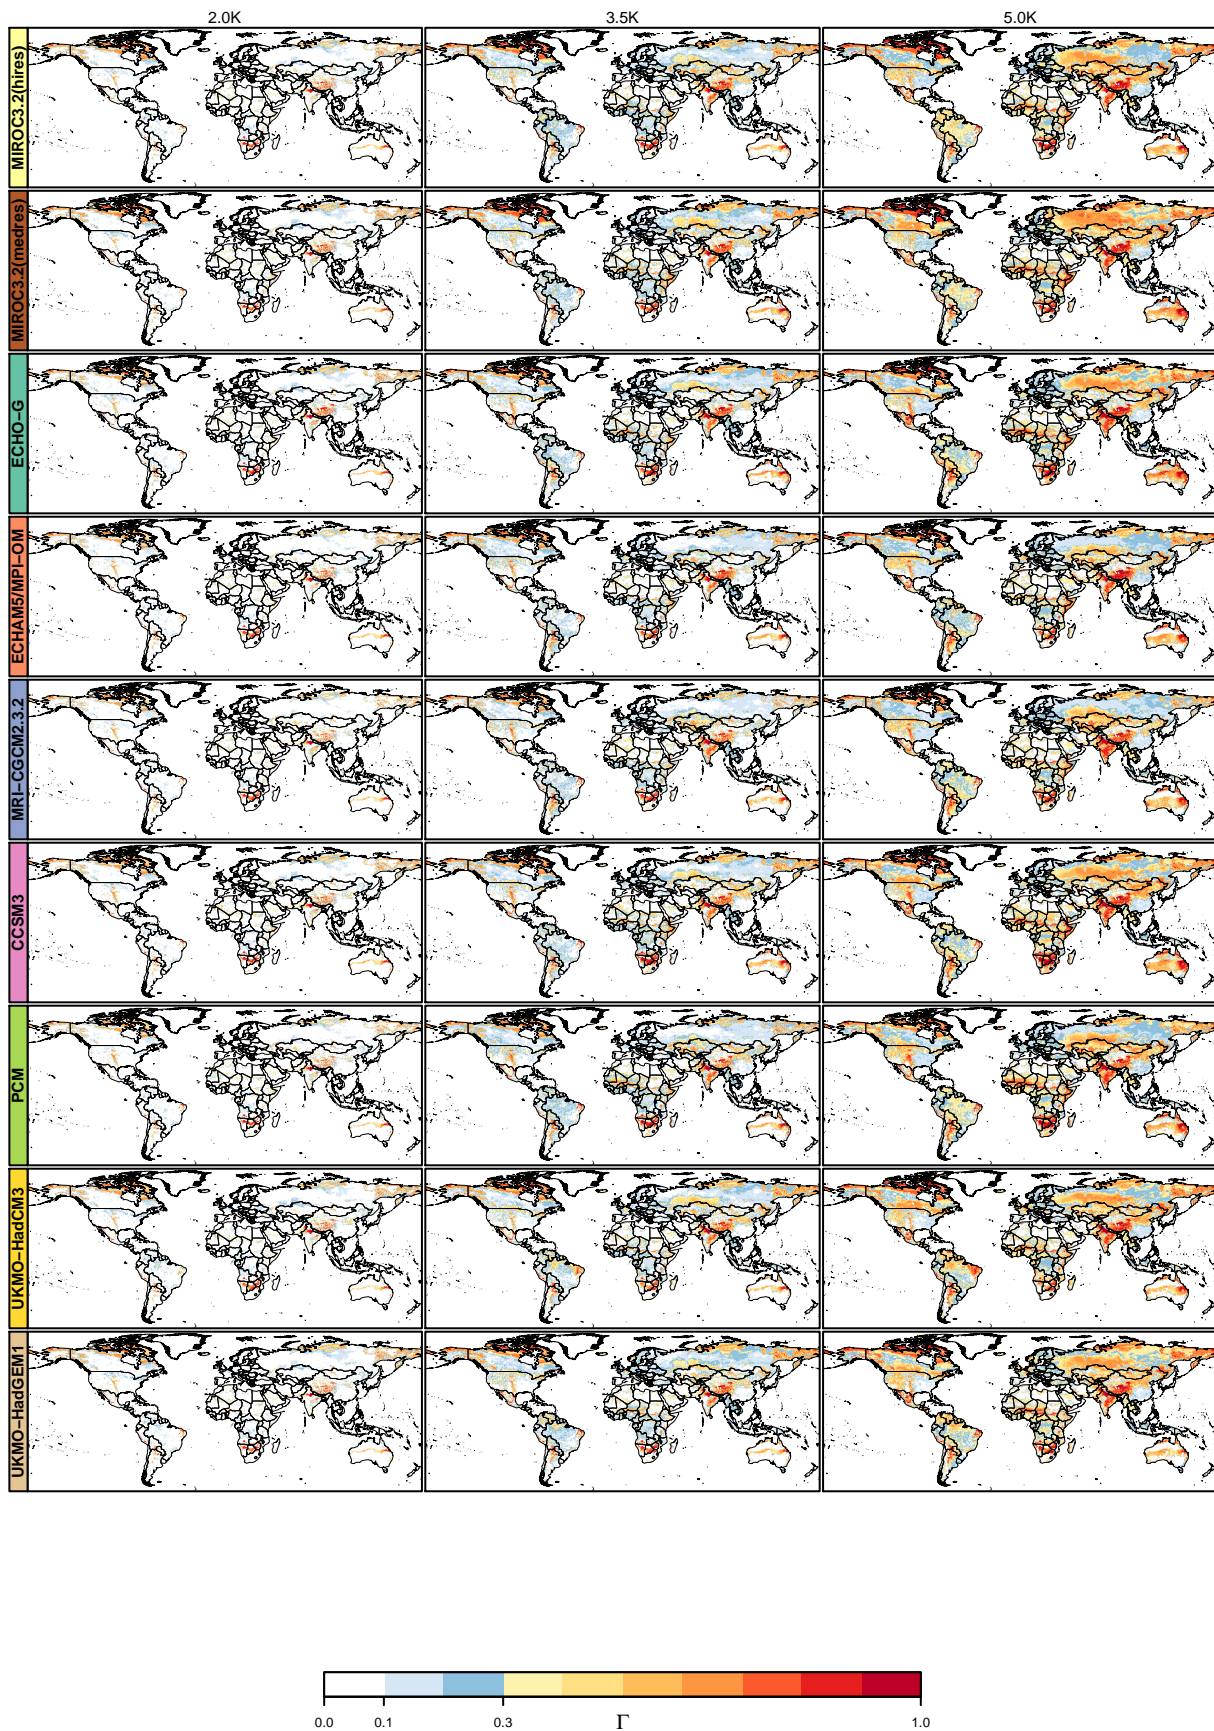 2.0K 3.5K 5.0K
MIROC3.2(hires)
MIROC3.2(medres)
ECHO−G
ECHAM5/MPI−OM
MRI−CGCM2.3.2
CCSM3
PCM
UKMO−HadCM3
UKMO−HadGEM1
0.0 0.1 0.3 Γ 1.0